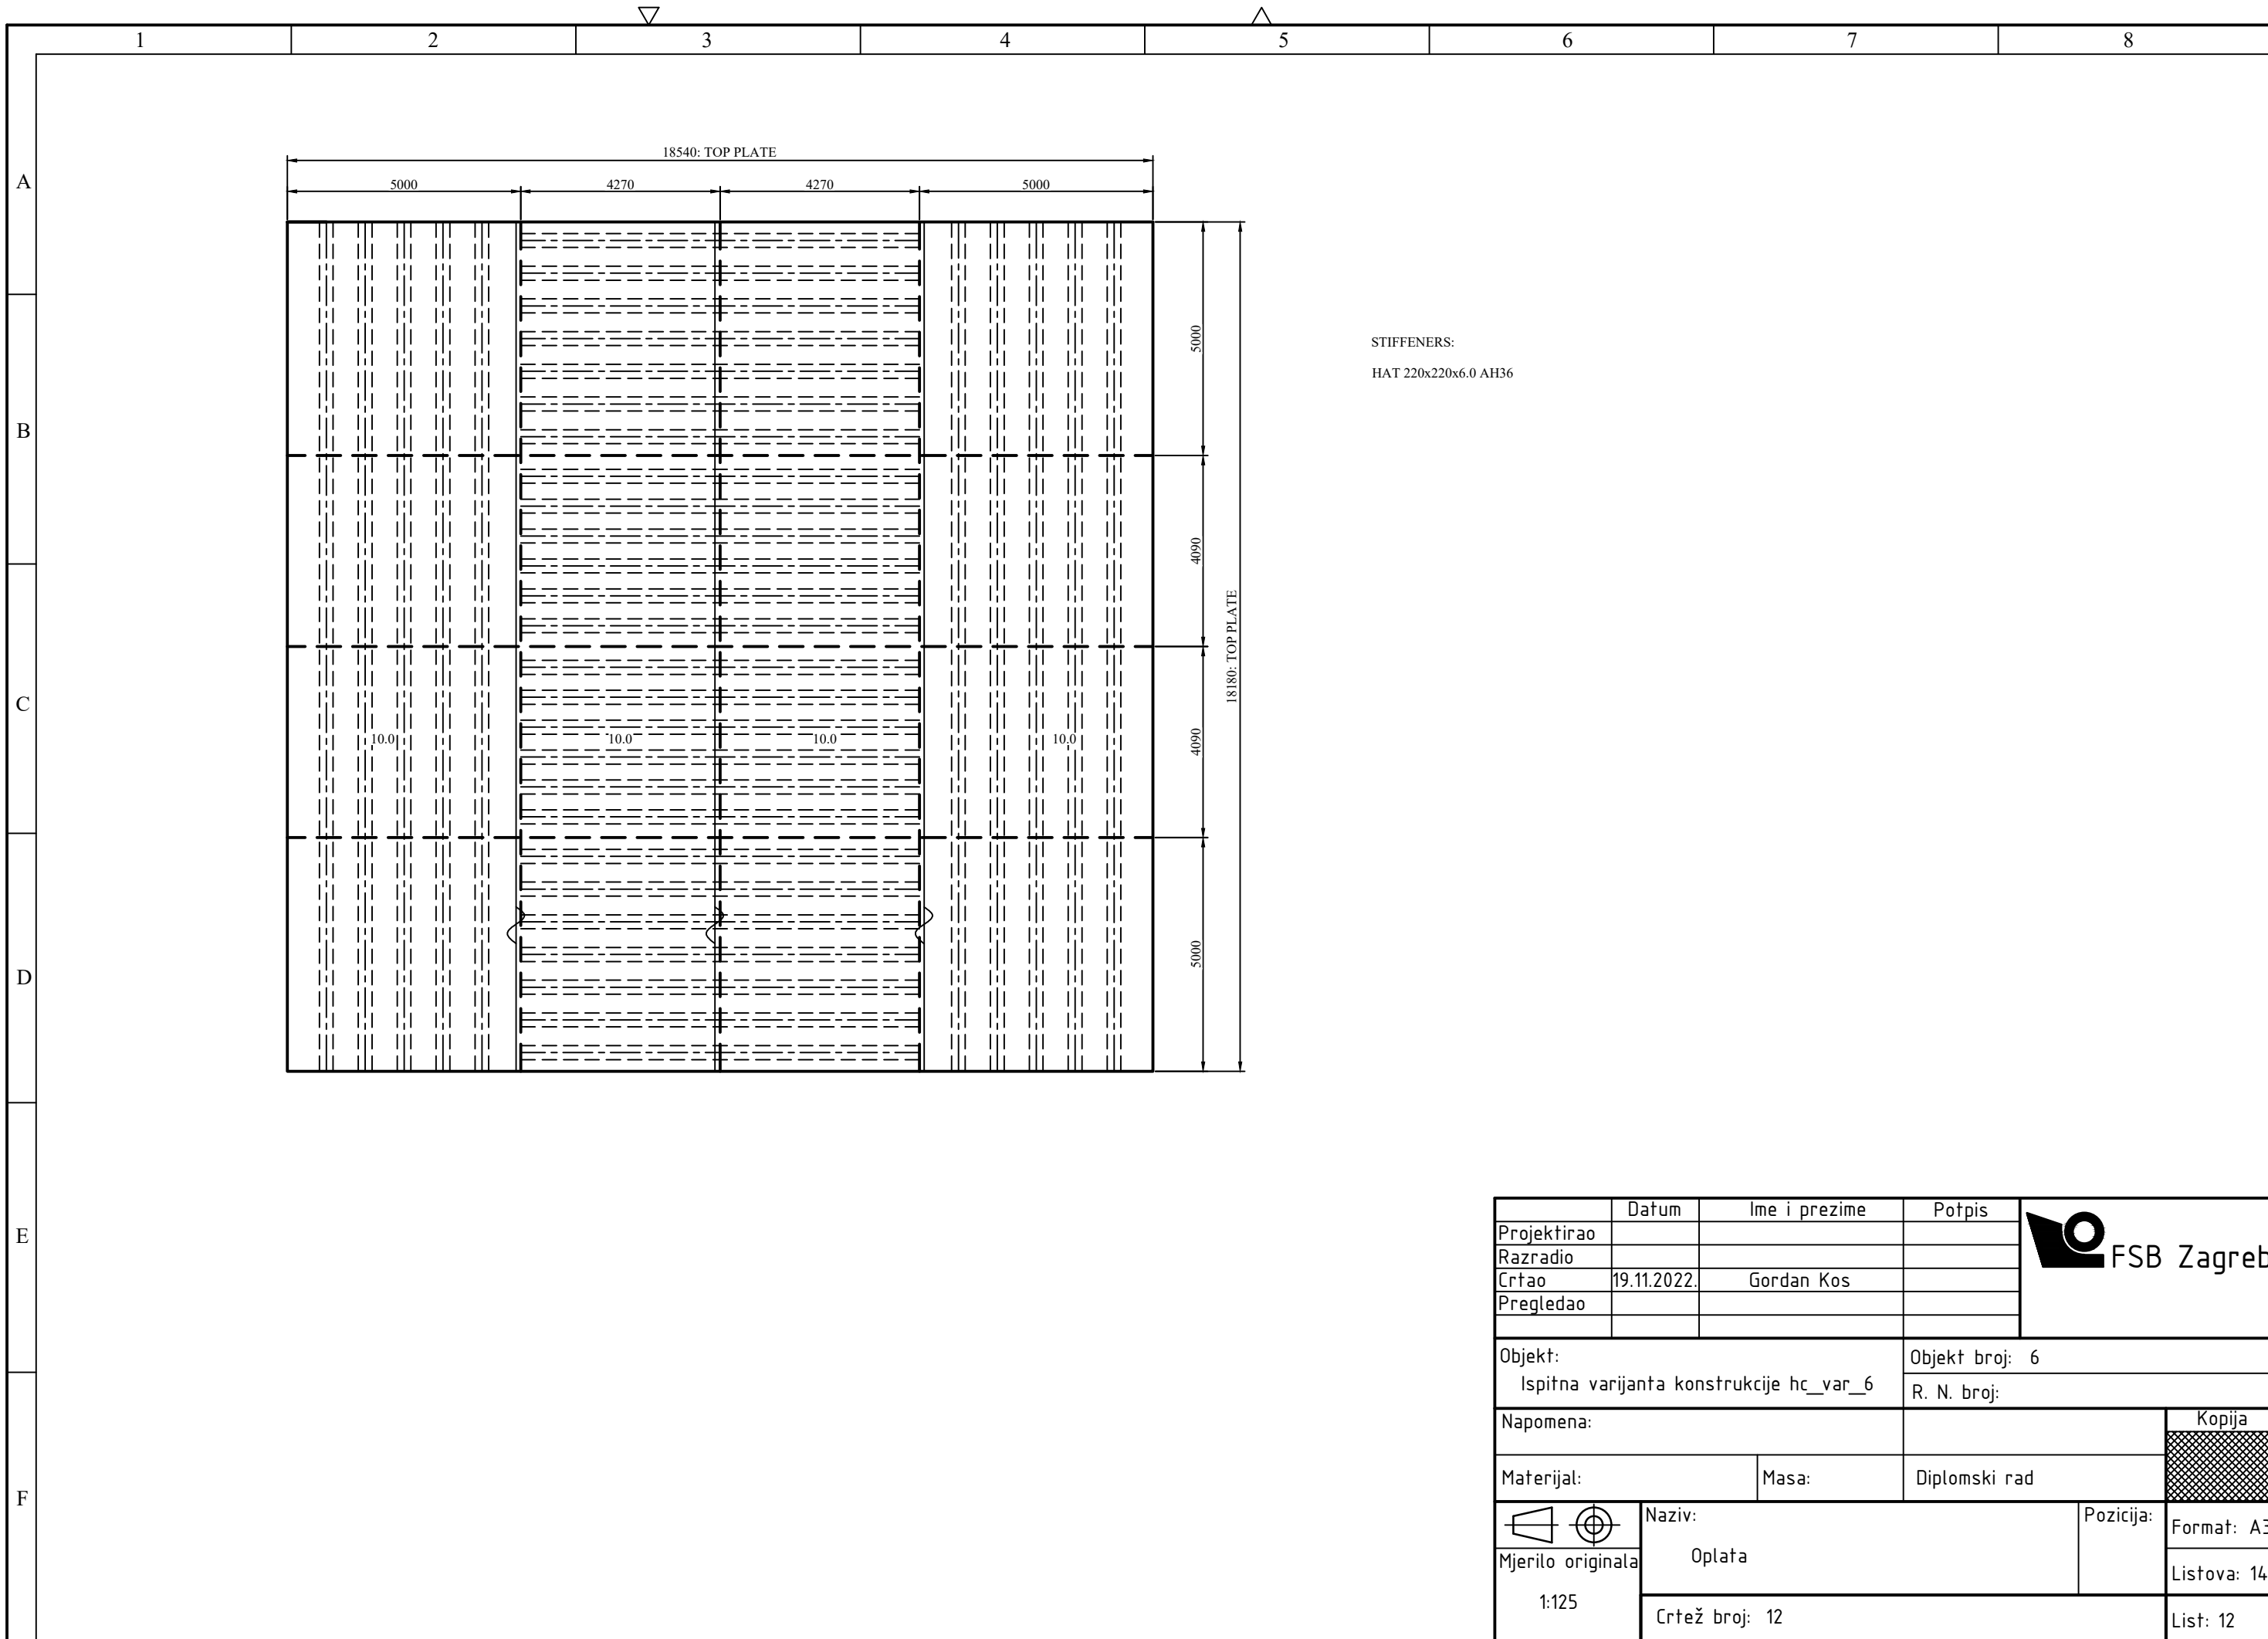 1 2 3 4 5 6 7 8
A
B
C
D
E
F
18540: TOP PLATE
5000 4270 4270 5000
5000
4090
4090
5000
18180: TOP PLATE
10.0 10.0 10.0 10.0
STIFFENERS:
HAT 220x220x6.0 AH36
Datum Ime i prezime Potpis
Projektirao
Razradio
Crtao 19.11.2022. Gordan Kos
Pregledao
FSB Zagreb
Objekt:
Ispitna varijanta konstrukcije hc_var_6
Objekt broj: 6
R. N. broj:
Napomena:
Kopija
Materijal: Masa: Diplomski rad
Naziv:
Oplata
Pozicija:
Format: A3
Mjerilo originala
1:125
Listova: 14
Crtež broj: 12
List: 12